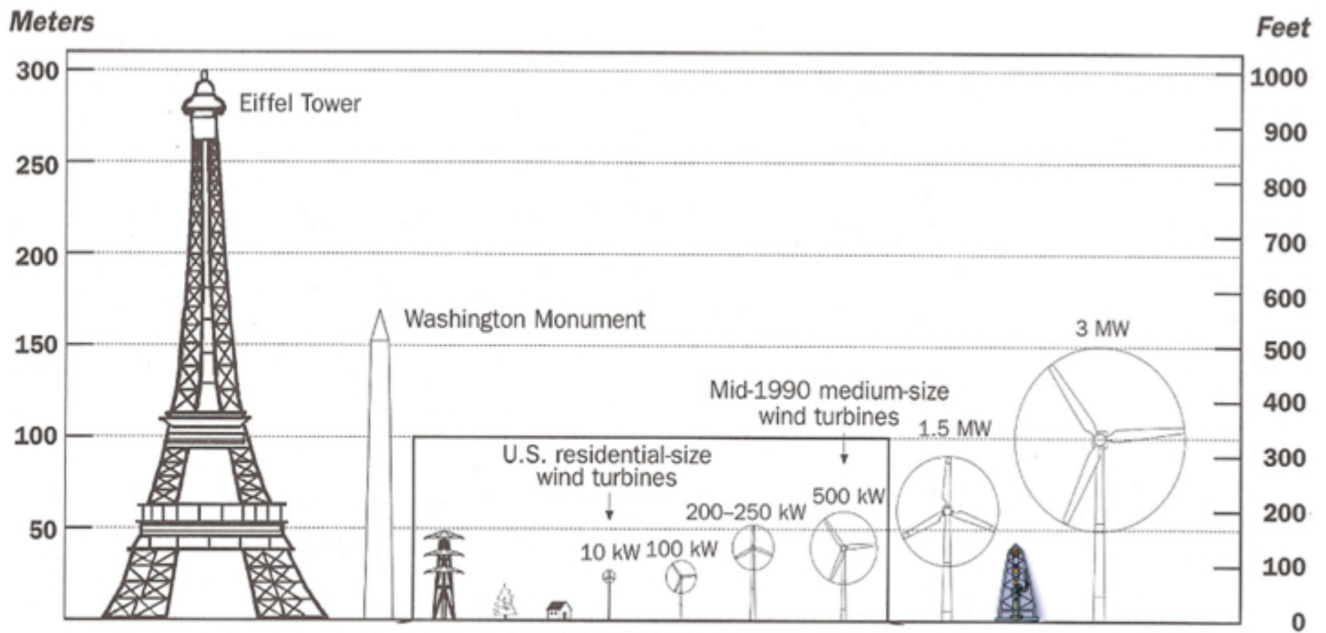 Meters
Feet
300
250
200
150
100
50
1000
900
800
700
600
500
400
300
200
100
0
Eiffel Tower
Washington Monument
U.S. residential-size
wind turbines
Mid-1990 medium-size
wind turbines
10 kW
100 kW
200–250 kW
500 kW
1.5 MW
3 MW